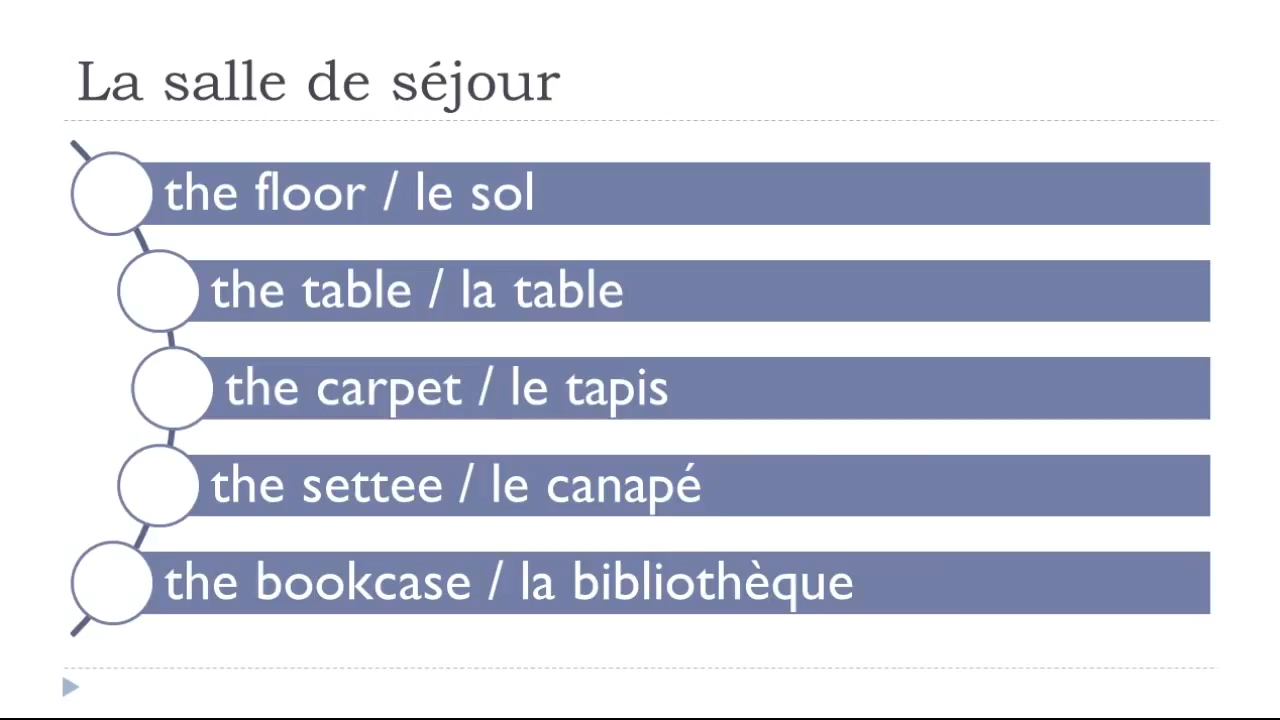 La salle de séjour
the floor / le sol
the table / la table
the carpet / le tapis
the settee / le canapé
the bookcase / la bibliothèque